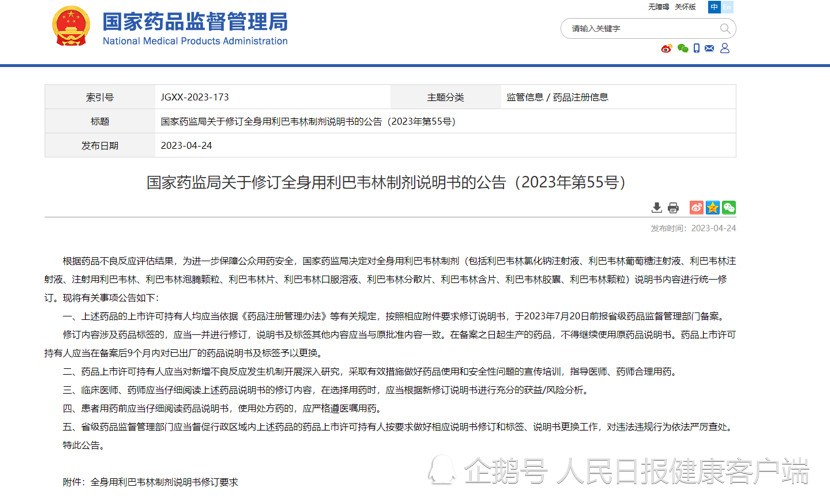 无障碍 关怀版 中
国家药品监督管理局
National Medical Products Administration
请输入关键字
索引号 JGXX-2023-173 主题分类 监管信息 / 药品注册信息
标题 国家药监局关于修订全身用利巴韦林制剂说明书的公告（2023年第55号）
发布日期 2023-04-24
国家药监局关于修订全身用利巴韦林制剂说明书的公告（2023年第55号）
发布时间：2023-04-24
根据药品不良反应评估结果，为进一步保障公众用药安全，国家药监局决定对全身用利巴韦林制剂（包括利巴韦林氯化钠注射液、利巴韦林葡萄糖注射液、利巴韦林注
射液、注射用利巴韦林、利巴韦林泡腾颗粒、利巴韦林片、利巴韦林口服溶液、利巴韦林分散片、利巴韦林含片、利巴韦林胶囊、利巴韦林颗粒）说明书内容进行统一修
订。现将有关事项公告如下：
一、上述药品的上市许可持有人均应当依据《药品注册管理办法》等有关规定，按照相应附件要求修订说明书，于2023年7月20日前报省级药品监督管理部门备案。
修订内容涉及药品标签的，应当一并进行修订，说明书及标签其他内容应当与原批准内容一致。在备案之日起生产的药品，不得继续使用原药品说明书。药品上市许可
持有人应当在备案后9个月内对已出厂的药品说明书及标签予以更换。
二、药品上市许可持有人应当对新增不良反应发生机制开展深入研究，采取有效措施做好药品使用和安全性问题的宣传培训，指导医师、药师合理用药。
三、临床医师、药师应当仔细阅读上述药品说明书的修订内容，在选择用药时，应当根据新修订说明书进行充分的获益/风险分析。
四、患者用药前应当仔细阅读药品说明书，使用处方药的，应严格遵医嘱用药。
五、省级药品监督管理部门应当督促行政区域内上述药品的药品上市许可持有人按要求做好相应说明书修订和标签、说明书更换工作，对违法违规行为依法严厉查处。
特此公告。
附件：全身用利巴韦林制剂说明书修订要求
企鹅号 人民日报健康客户端